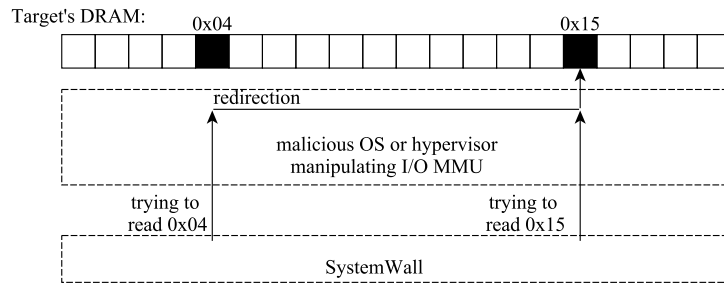 Target's DRAM:
0x04
0x15
redirection
malicious OS or hypervisor
manipulating I/O MMU
trying to
read 0x04
trying to
read 0x15
SystemWall